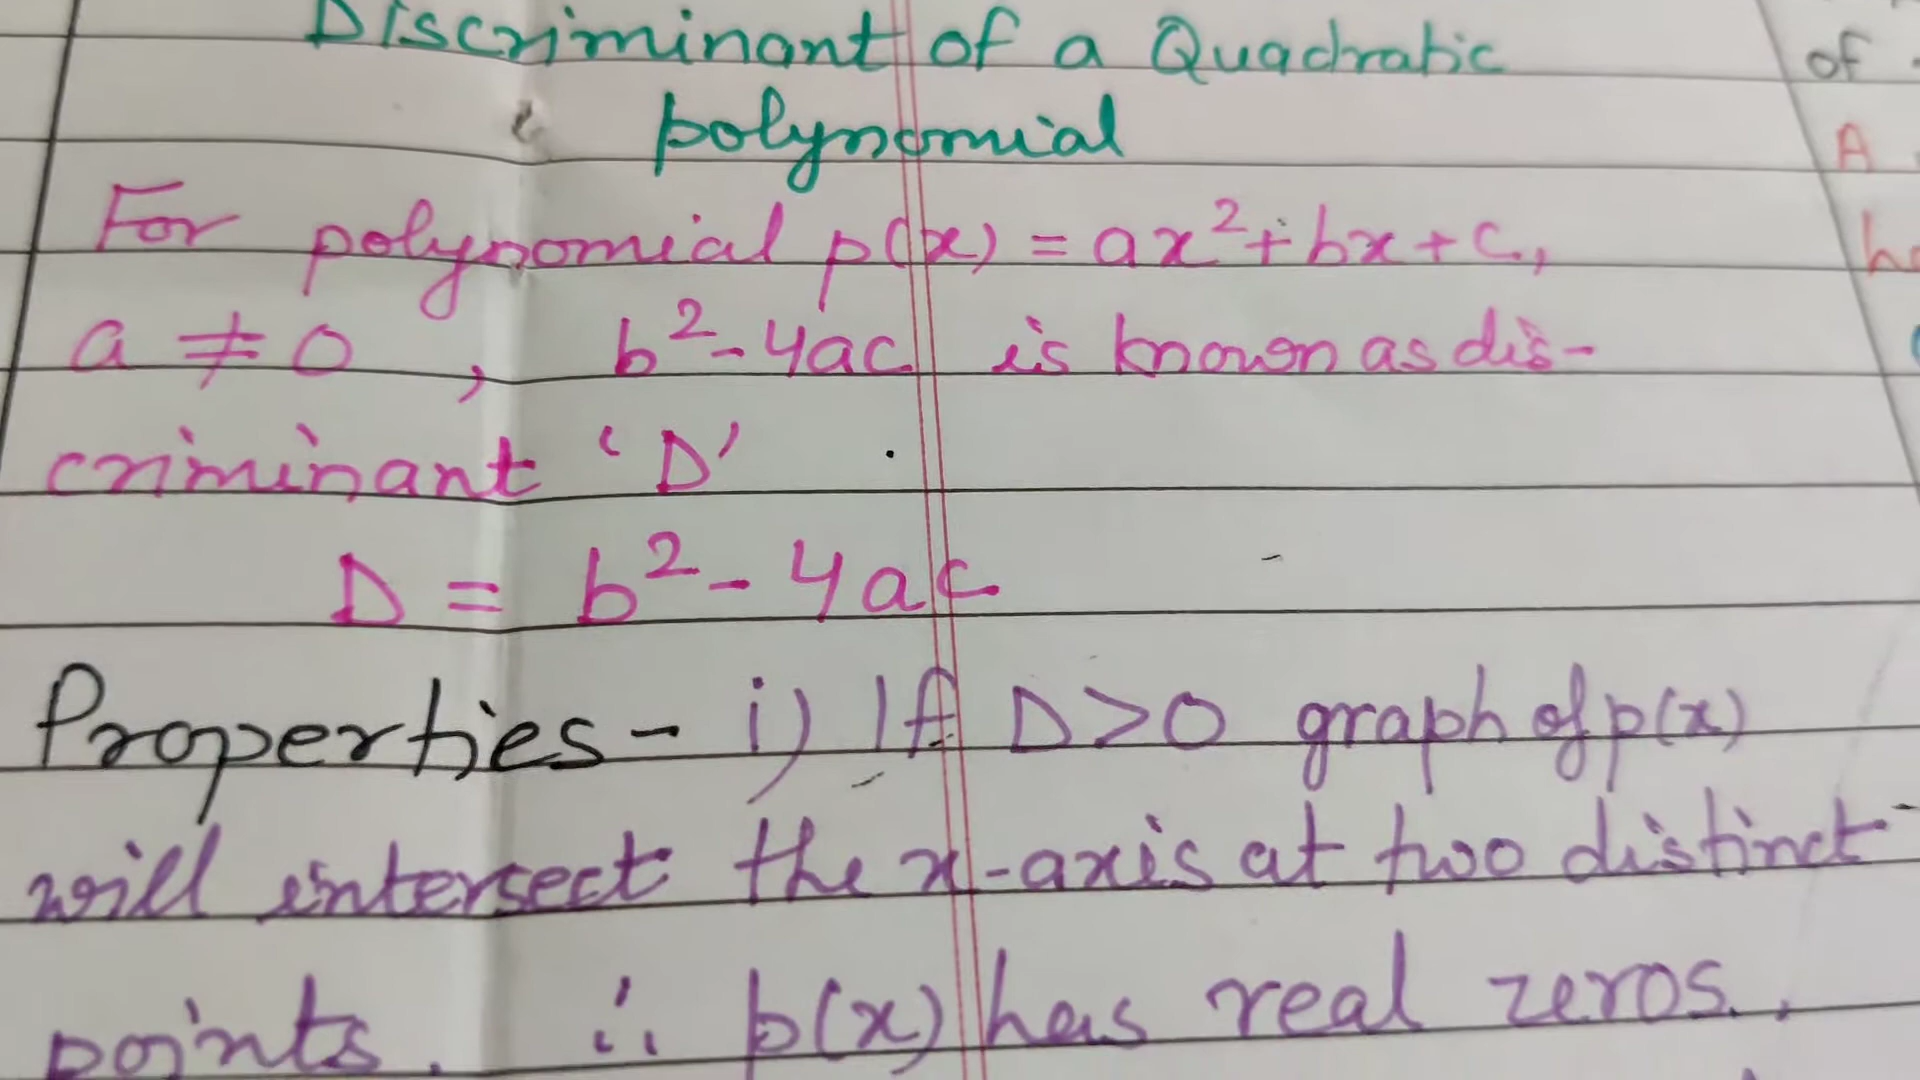 Discriminant of a Quadratic
polynomial
For polynomial p(x) = ax²+bx+c,
a ≠ 0 , b²-4ac is known as dis-
criminant 'D'
D = b²-4ac
Properties- i) If D>0 graph of p(x)
will intersect the x-axis at two distinct
points. ∴ p(x) has real zeros.
of
A